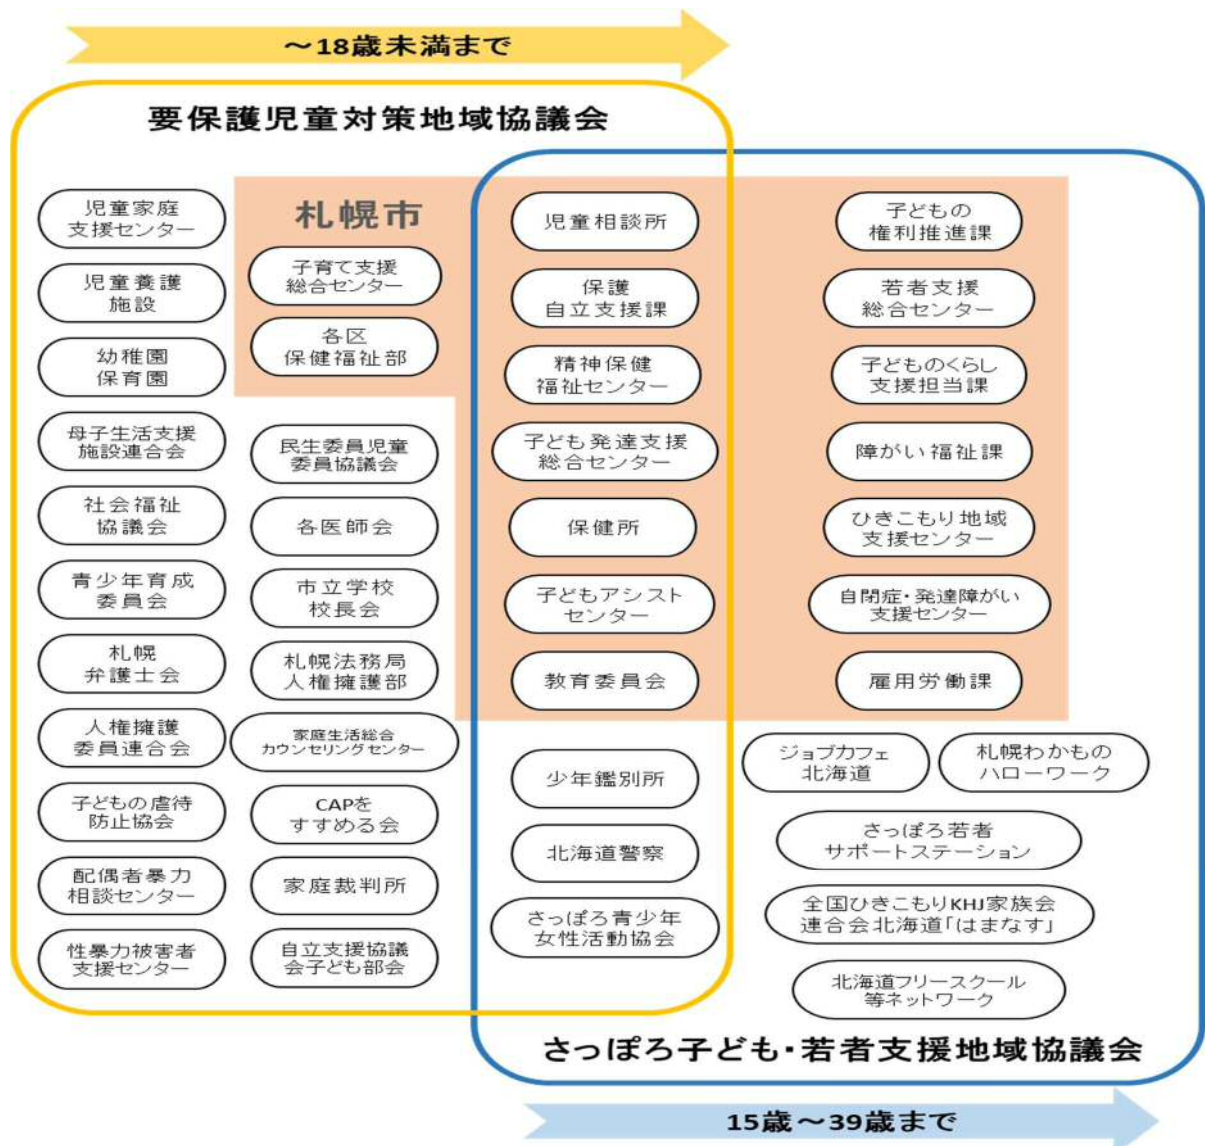 ～18歳未満まで
要保護児童対策地域協議会
児童家庭
支援センター
児童養護
施設
幼稚園
保育園
母子生活支援
施設連合会
社会福祉
協議会
青少年育成
委員会
札幌
弁護士会
人権擁護
委員連合会
子どもの虐待
防止協会
配偶者暴力
相談センター
性暴力被害者
支援センター
札幌市
子育て支援
総合センター
各区
保健福祉部
民生委員児童
委員協議会
各医師会
市立学校
校長会
札幌法務局
人権擁護部
家庭生活総合
カウンセリングセンター
CAPを
すすめる会
家庭裁判所
自立支援協議
会子ども部会
児童相談所
保護
自立支援課
精神保健
福祉センター
子ども発達支援
総合センター
保健所
子どもアシスト
センター
教育委員会
少年鑑別所
北海道警察
さっぽろ青少年
女性活動協会
子どもの
権利推進課
若者支援
総合センター
子どものくらし
支援担当課
障がい福祉課
ひきこもり地域
支援センター
自閉症・発達障がい
支援センター
雇用労働課
ジョブカフェ
北海道
札幌わかもの
ハローワーク
さっぽろ若者
サポートステーション
全国ひきこもりKHJ家族会
連合会北海道「はまなす」
北海道フリースクール
等ネットワーク
さっぽろ子ども・若者支援地域協議会
15歳～39歳まで